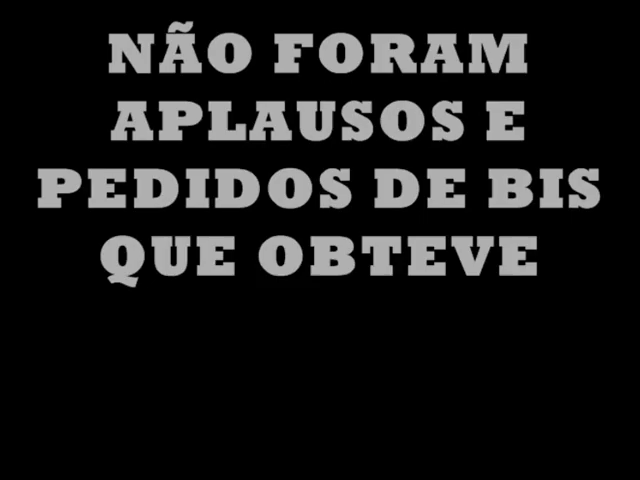 NÃO FORAM
APLAUSOS E
PEDIDOS DE BIS
QUE OBTEVE